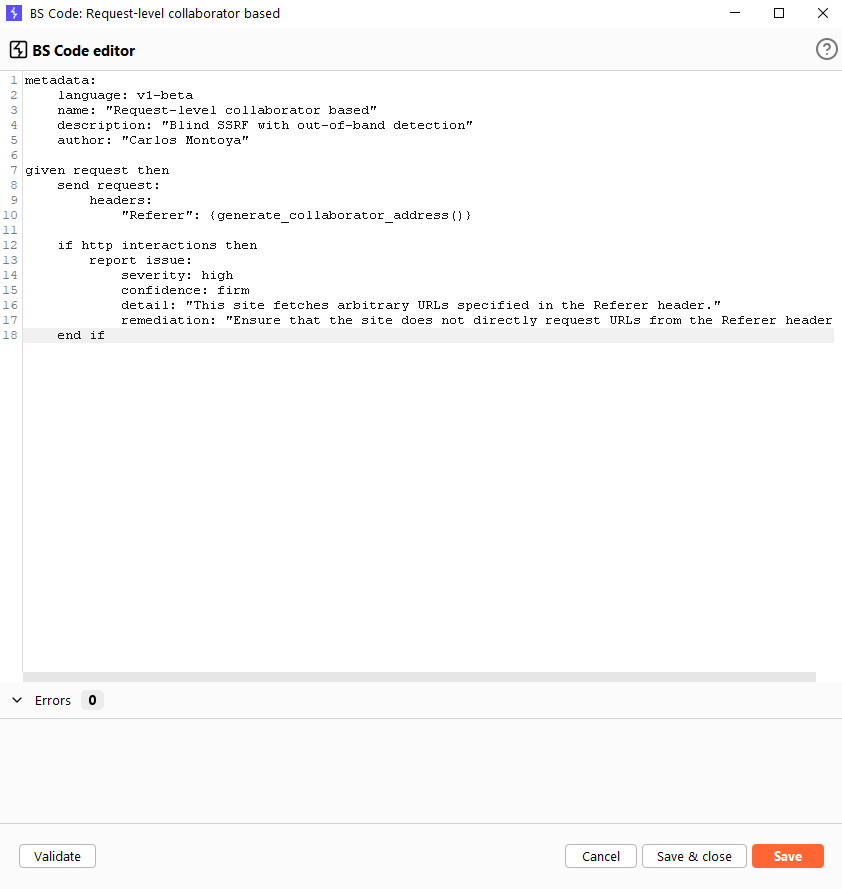 BS Code: Request-level collaborator based
BS Code editor
1 metadata:
2     language: v1-beta
3     name: "Request-level collaborator based"
4     description: "Blind SSRF with out-of-band detection"
5     author: "Carlos Montoya"
6
7 given request then
8     send request:
9         headers:
10             "Referer": {generate_collaborator_address()}
11
12     if http interactions then
13         report issue:
14             severity: high
15             confidence: firm
16             detail: "This site fetches arbitrary URLs specified in the Referer header."
17             remediation: "Ensure that the site does not directly request URLs from the Referer header
18     end if
Errors 0
Validate Cancel Save & close Save